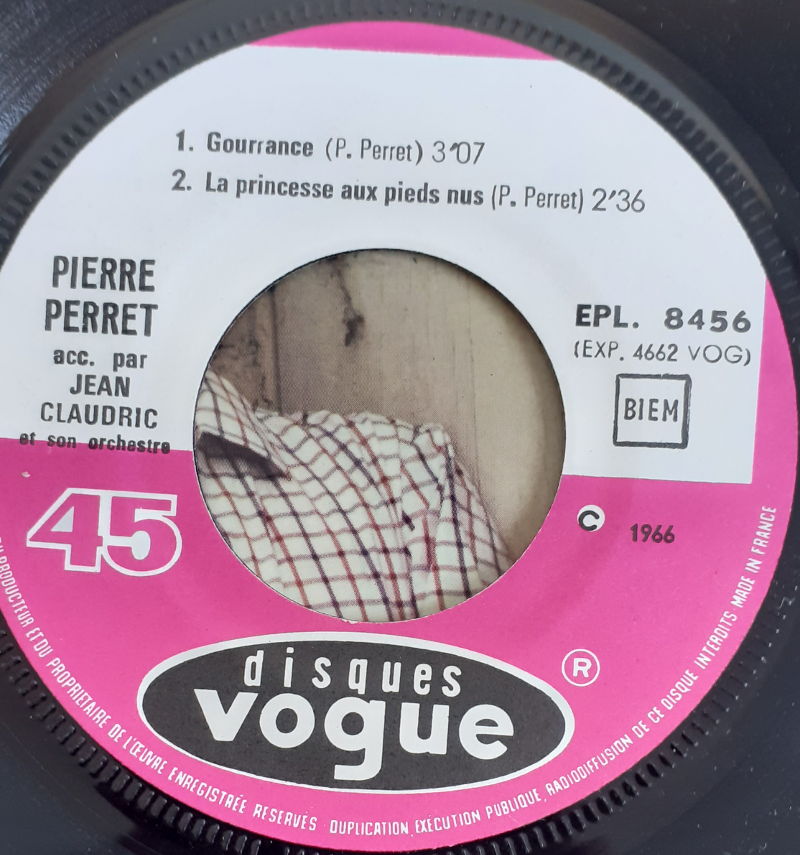 1. Gourrance (P. Perret) 3'07
2. La princesse aux pieds nus (P. Perret) 2'36
PIERRE
PERRET
acc. par
JEAN
CLAUDRIC
et son orchestre
EPL. 8456
(EXP. 4662 VOG)
BIEM
45
© 1966
disques
vogue
®
PRODUCTEUR ET DU PROPRIETAIRE DE L'ŒUVRE ENREGISTRÉE RESERVES DUPLICATION, EXECUTION PUBLIQUE, RADIODIFFUSION DE CE DISQUE INTERDITS MADE IN FRANCE